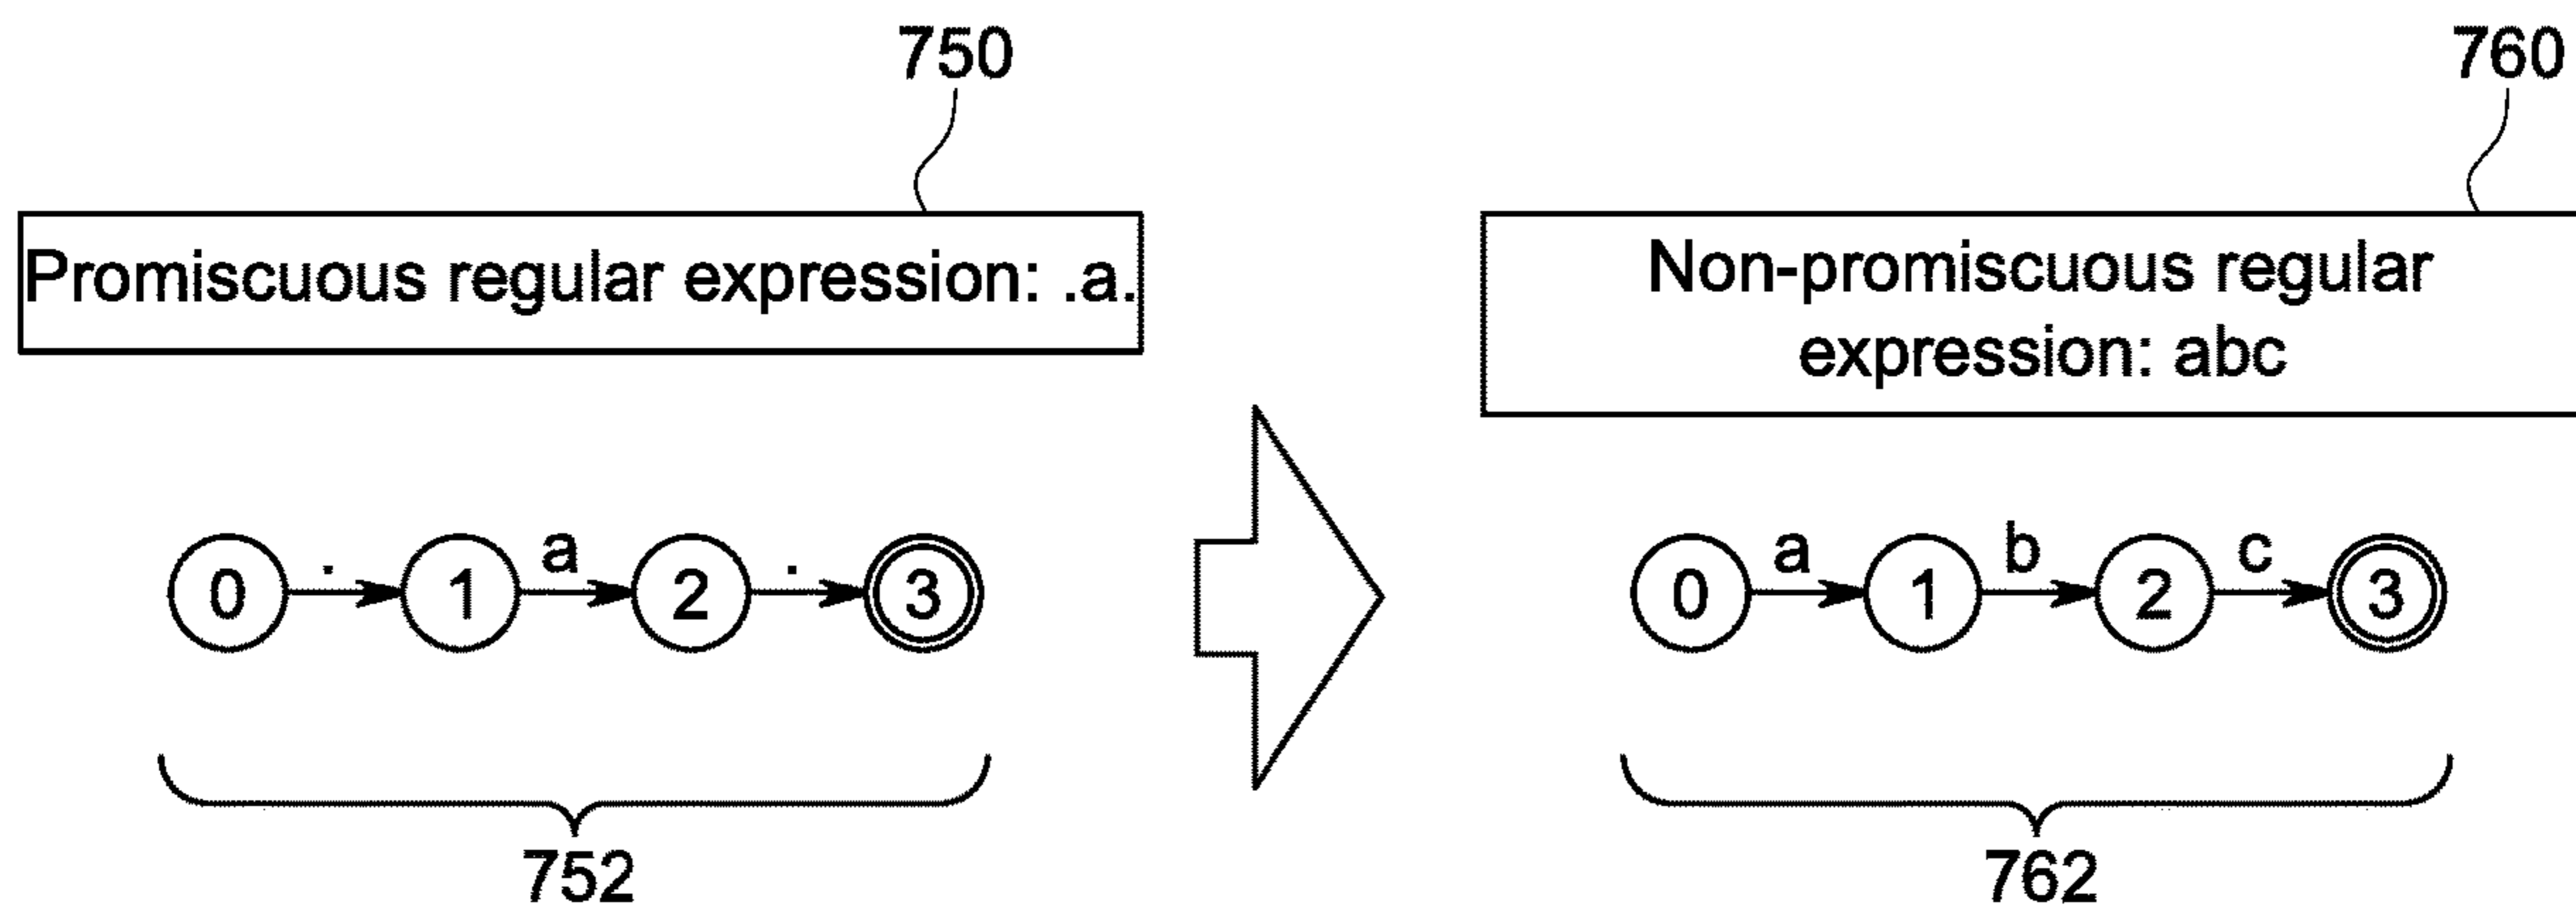 750
760
Promiscuous regular expression: .a.
Non-promiscuous regular
expression: abc
0 . 1 a 2 . 3
0 a 1 b 2 c 3
752
762